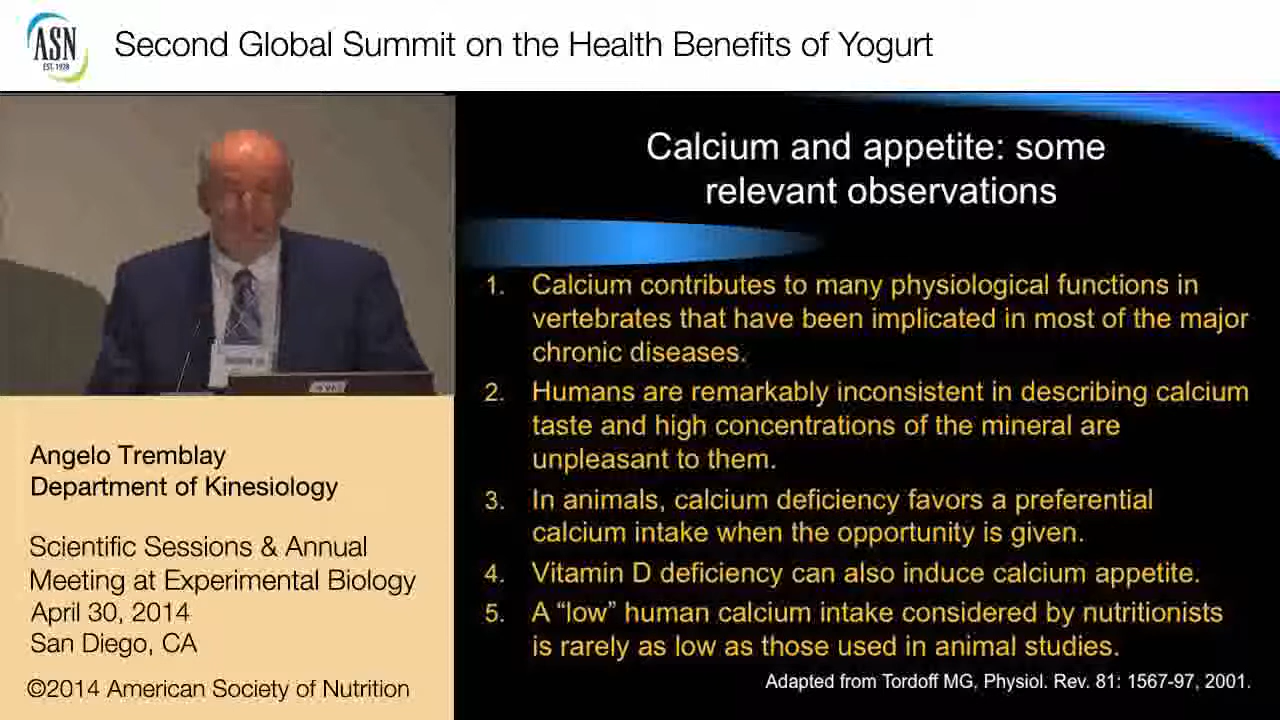 ASN
EST. 1928
Second Global Summit on the Health Benefits of Yogurt
Calcium and appetite: some
relevant observations
1. Calcium contributes to many physiological functions in
vertebrates that have been implicated in most of the major
chronic diseases.
2. Humans are remarkably inconsistent in describing calcium
taste and high concentrations of the mineral are
unpleasant to them.
3. In animals, calcium deficiency favors a preferential
calcium intake when the opportunity is given.
4. Vitamin D deficiency can also induce calcium appetite.
5. A “low” human calcium intake considered by nutritionists
is rarely as low as those used in animal studies.
Adapted from Tordoff MG, Physiol. Rev. 81: 1567-97, 2001.
Angelo Tremblay
Department of Kinesiology
Scientific Sessions & Annual
Meeting at Experimental Biology
April 30, 2014
San Diego, CA
©2014 American Society of Nutrition